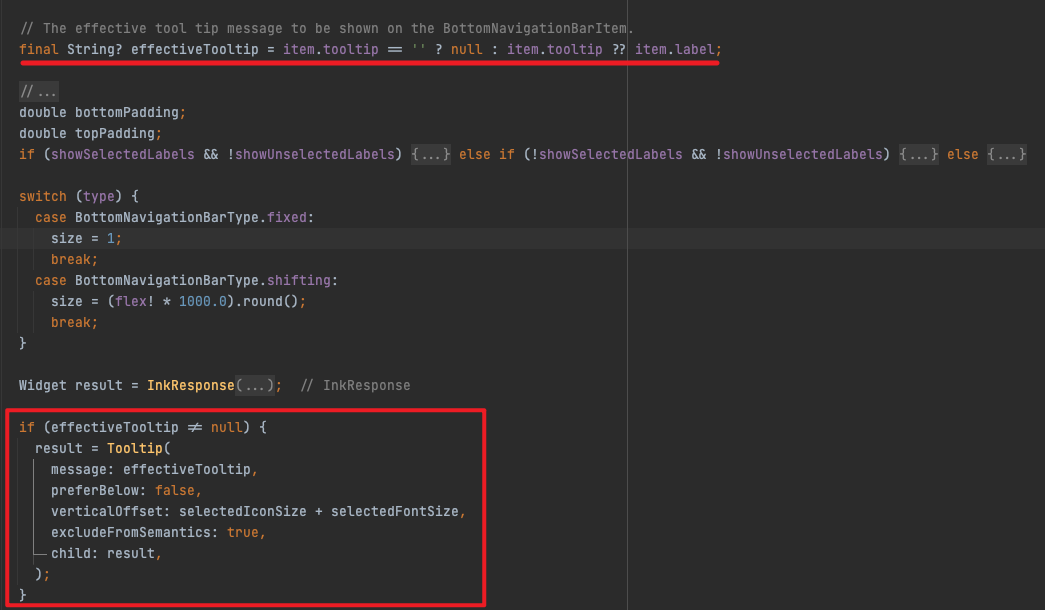 // The effective tool tip message to be shown on the BottomNavigationBarItem.
final String? effectiveTooltip = item.tooltip == '' ? null : item.tooltip ?? item.label;
//...
double bottomPadding;
double topPadding;
if (showSelectedLabels && !showUnselectedLabels) {...} else if (!showSelectedLabels && !showUnselectedLabels) {...} else {...}
switch (type) {
case BottomNavigationBarType.fixed:
size = 1;
break;
case BottomNavigationBarType.shifting:
size = (flex! * 1000.0).round();
break;
}
Widget result = InkResponse(...); // InkResponse
if (effectiveTooltip ≠ null) {
result = Tooltip(
message: effectiveTooltip,
preferBelow: false,
verticalOffset: selectedIconSize + selectedFontSize,
excludeFromSemantics: true,
child: result,
);
}